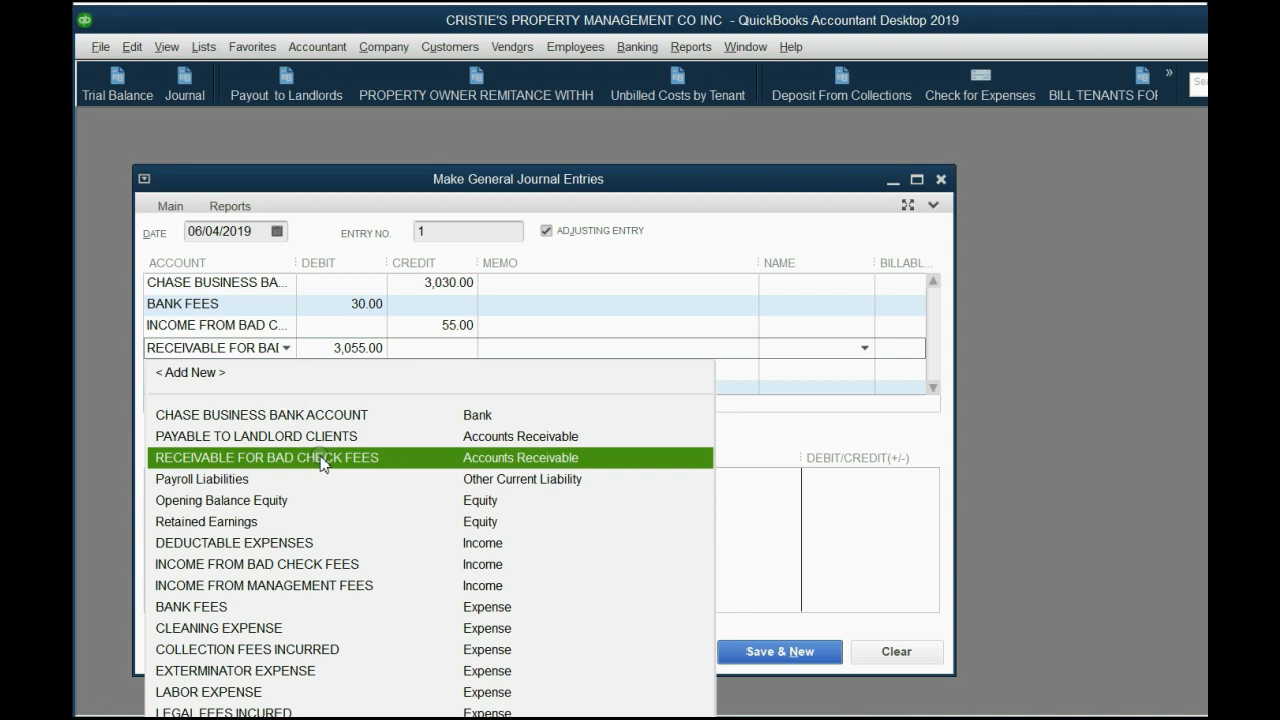 CRISTIE'S PROPERTY MANAGEMENT CO INC - QuickBooks Accountant Desktop 2019
File Edit View Lists Favorites Accountant Company Customers Vendors Employees Banking Reports Window Help
Trial Balance Journal Payout to Landlords PROPERTY OWNER REMITANCE WITHH Unbilled Costs by Tenant Deposit From Collections Check for Expenses BILL TENANTS FOR » Sea
Make General Journal Entries
Main Reports
DATE 06/04/2019 ENTRY NO. 1 ADJUSTING ENTRY
ACCOUNT DEBIT CREDIT MEMO NAME BILLABL...
CHASE BUSINESS BA... 3,030.00
BANK FEES 30.00
INCOME FROM BAD C... 55.00
RECEIVABLE FOR BAD 3,055.00
< Add New >
CHASE BUSINESS BANK ACCOUNT Bank
PAYABLE TO LANDLORD CLIENTS Accounts Receivable
RECEIVABLE FOR BAD CHECK FEES Accounts Receivable
DEBIT/CREDIT(+/-)
Payroll Liabilities Other Current Liability
Opening Balance Equity Equity
Retained Earnings Equity
DEDUCTABLE EXPENSES Income
INCOME FROM BAD CHECK FEES Income
INCOME FROM MANAGEMENT FEES Income
BANK FEES Expense
CLEANING EXPENSE Expense
COLLECTION FEES INCURRED Expense
Save & New Clear
EXTERMINATOR EXPENSE Expense
LABOR EXPENSE Expense
LEGAL FEES INCURED Expense